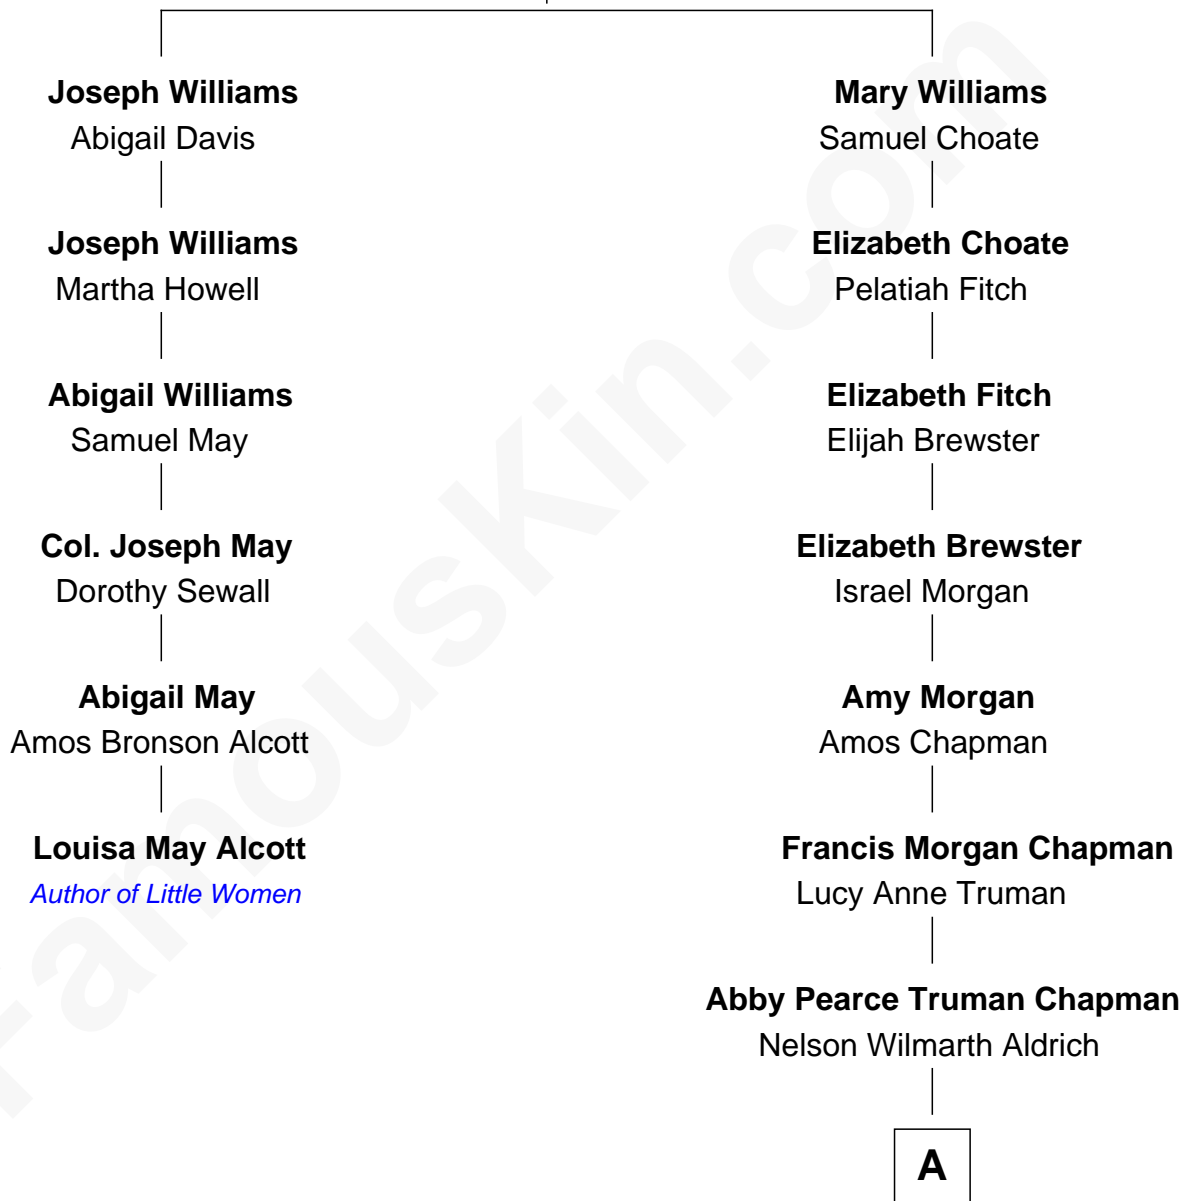 Joseph Williams
Abigail Davis
Joseph Williams
Martha Howell
Abigail Williams
Samuel May
Col. Joseph May
Dorothy Sewall
Abigail May
Amos Bronson Alcott
Louisa May Alcott
Author of Little Women
Mary Williams
Samuel Choate
Elizabeth Choate
Pelatiah Fitch
Elizabeth Fitch
Elijah Brewster
Elizabeth Brewster
Israel Morgan
Amy Morgan
Amos Chapman
Francis Morgan Chapman
Lucy Anne Truman
Abby Pearce Truman Chapman
Nelson Wilmarth Aldrich
A
FamousKin.com